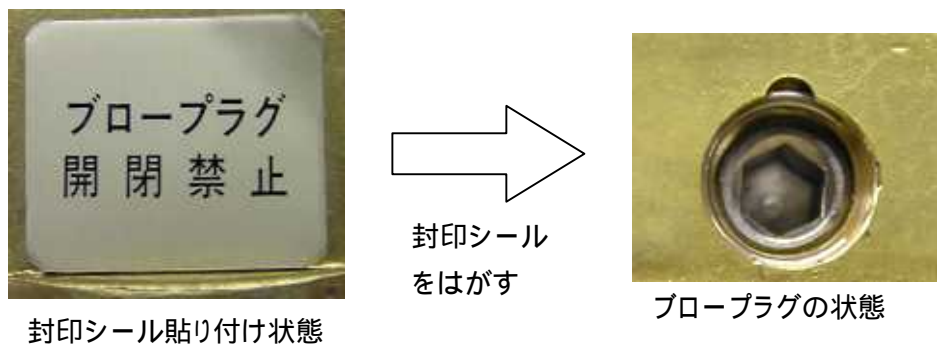 ブロープラグ
開閉禁止
封印シール
をはがす
封印シール貼り付け状態
ブロープラグの状態